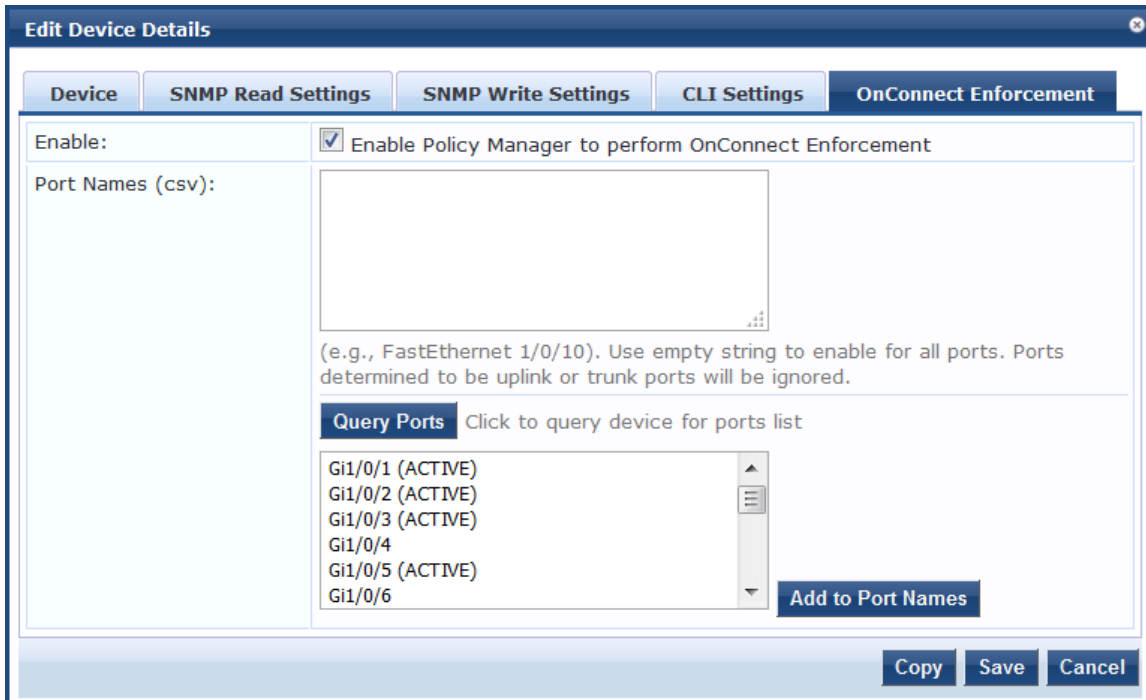 Edit Device Details
Device
SNMP Read Settings
SNMP Write Settings
CLI Settings
OnConnect Enforcement
Enable:
Enable Policy Manager to perform OnConnect Enforcement
Port Names (csv):
(e.g., FastEthernet 1/0/10). Use empty string to enable for all ports. Ports
determined to be uplink or trunk ports will be ignored.
Query Ports
Click to query device for ports list
Gi1/0/1 (ACTIVE)
Gi1/0/2 (ACTIVE)
Gi1/0/3 (ACTIVE)
Gi1/0/4
Gi1/0/5 (ACTIVE)
Gi1/0/6
Add to Port Names
Copy
Save
Cancel